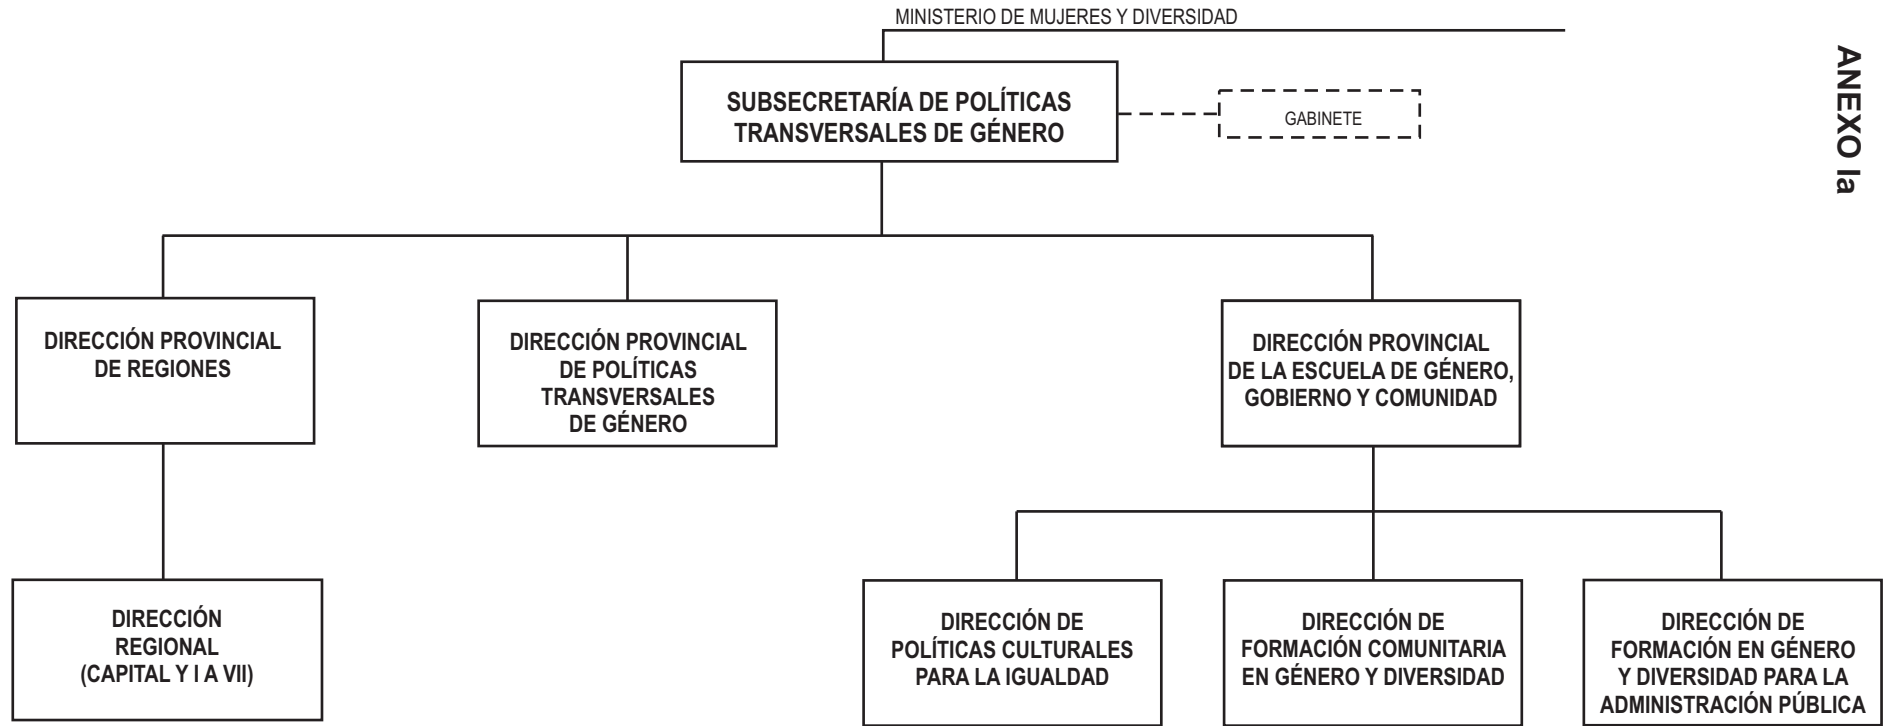 MINISTERIO DE MUJERES Y DIVERSIDAD
ANEXO Ia
SUBSECRETARÍA DE POLÍTICAS
TRANSVERSALES DE GÉNERO
GABINETE
DIRECCIÓN PROVINCIAL
DE REGIONES
DIRECCIÓN PROVINCIAL
DE POLÍTICAS
TRANSVERSALES
DE GÉNERO
DIRECCIÓN PROVINCIAL
DE LA ESCUELA DE GÉNERO,
GOBIERNO Y COMUNIDAD
DIRECCIÓN
REGIONAL
(CAPITAL Y I A VII)
DIRECCIÓN DE
POLÍTICAS CULTURALES
PARA LA IGUALDAD
DIRECCIÓN DE
FORMACIÓN COMUNITARIA
EN GÉNERO Y DIVERSIDAD
DIRECCIÓN DE
FORMACIÓN EN GÉNERO
Y DIVERSIDAD PARA LA
ADMINISTRACIÓN PÚBLICA